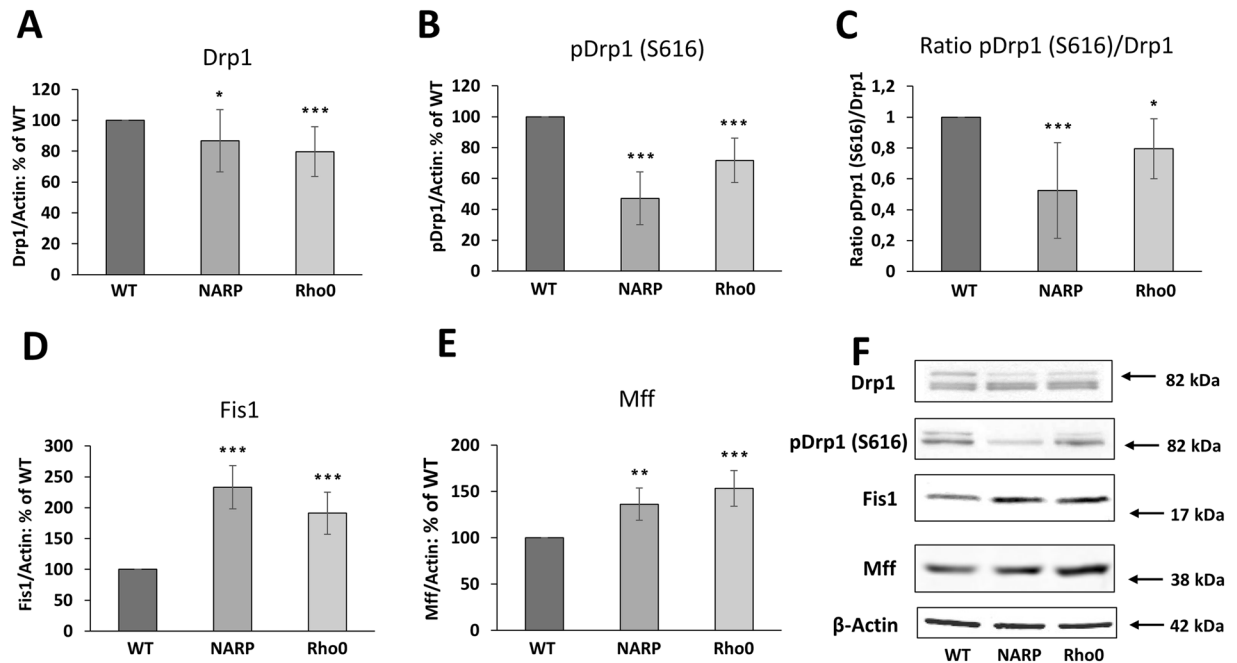 A
Drp1
Drp1/Actin: % of WT
120
100
80
60
40
20
0
*
***
WT NARP Rho0
B
pDrp1 (S616)
pDrp1/Actin: % of WT
120
100
80
60
40
20
0
***
***
WT NARP Rho0
C
Ratio pDrp1 (S616)/Drp1
Ratio pDrp1 (S616)/Drp1
1,2
1
0,8
0,6
0,4
0,2
0
***
*
WT NARP Rho0
D
Fis1
Fis1/Actin: % of WT
300
250
200
150
100
50
0
***
***
WT NARP Rho0
E
Mff
Mff/Actin: % of WT
200
150
100
50
0
**
***
WT NARP Rho0
F
Drp1 82 kDa
pDrp1 (S616) 82 kDa
Fis1 17 kDa
Mff 38 kDa
β-Actin 42 kDa
WT NARP Rho0